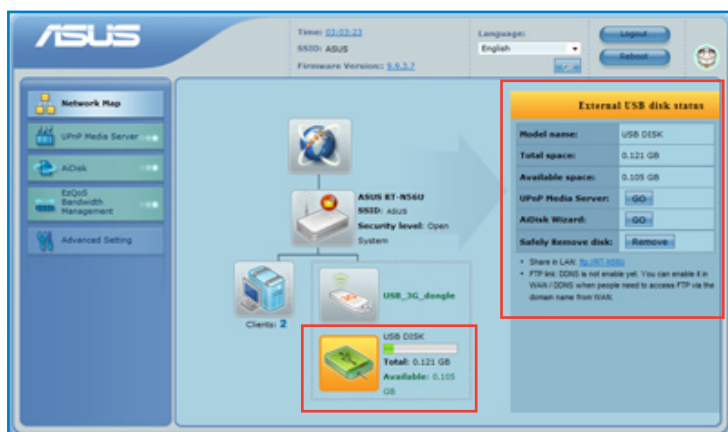 ASUS
Time: 03:03:23
SSID: ASUS
Firmware Version: 9.9.3.7
Language:
English
Logout
Reboot
Network Map
UPnP Media Server
AiDisk
EzQoS
Bandwidth
Management
Advanced Setting
ASUS RT-N56U
SSID: ASUS
Security level: Open
System
Clients: 2
USB_3G_dongle
USB DISK
Total: 0.121 GB
Available: 0.105
GB
External USB disk status
Model name: USB DISK
Total space: 0.121 GB
Available space: 0.105 GB
UPnP Media Server: GO
AiDisk Wizard: GO
Safely Remove disk: Remove
• Share in LAN: ftp://RT-N56U
• FTP link. DDNS is not enable yet. You can enable it in
WAN / DDNS when people need to access FTP via the
domain name from WAN.